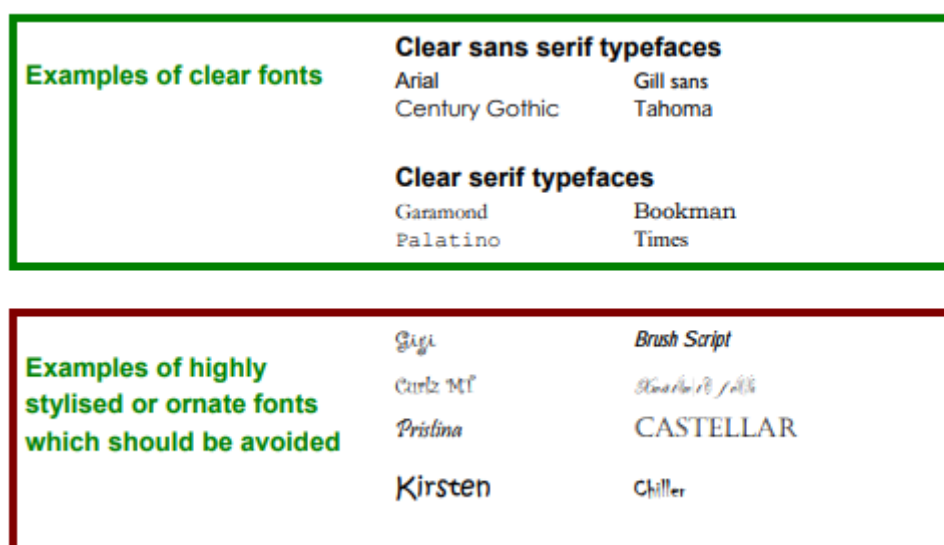 Examples of clear fonts
Clear sans serif typefaces
Arial Gill sans
Century Gothic Tahoma
Clear serif typefaces
Garamond Bookman
Palatino Times
Examples of highly
stylised or ornate fonts
which should be avoided
Gigi Brush Script
Curlz MT
Pristina CASTELLAR
Kirsten Chiller